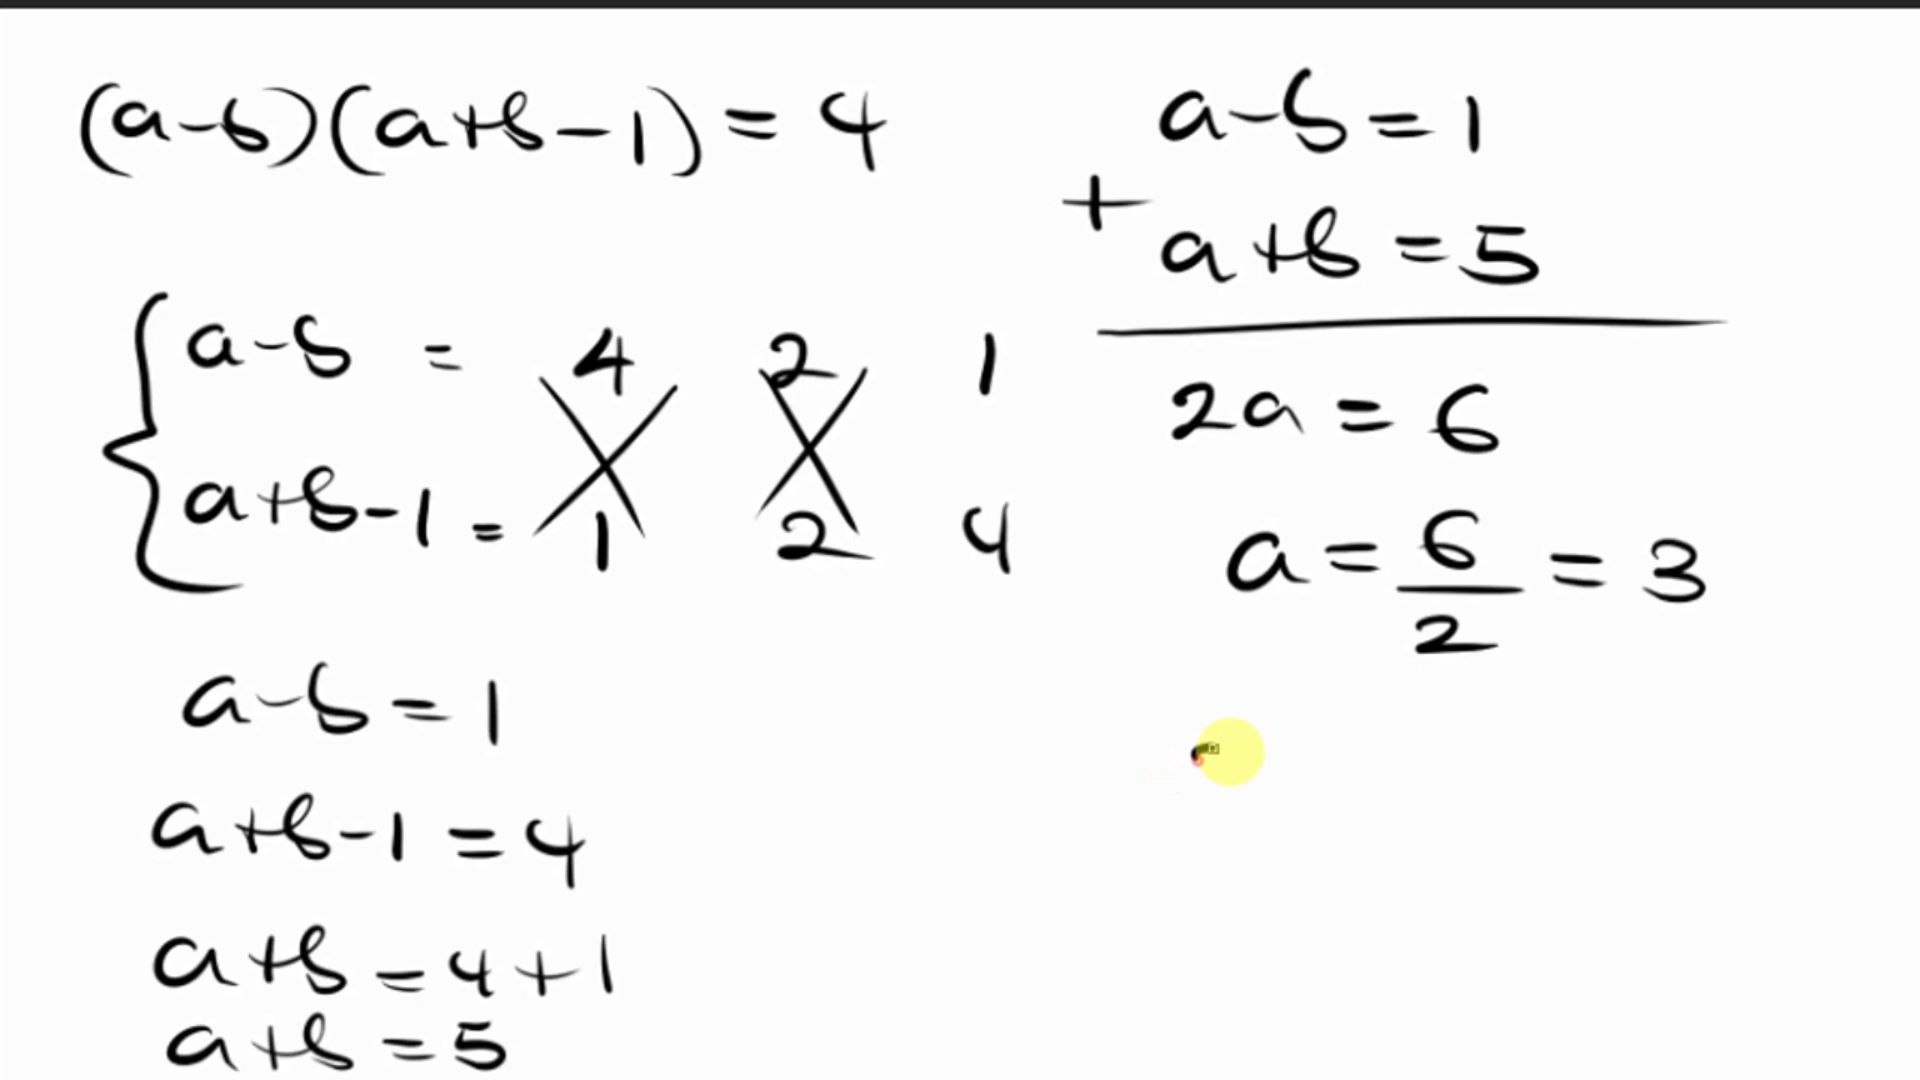 (a-b)(a+b-1) = 4
a-b = 4 2 1
a+b-1 = 1 2 4
a-b = 1
a+b-1 = 4
a+b = 4+1
a+b = 5
a-b = 1
+ a+b = 5
2a = 6
a = 6/2 = 3